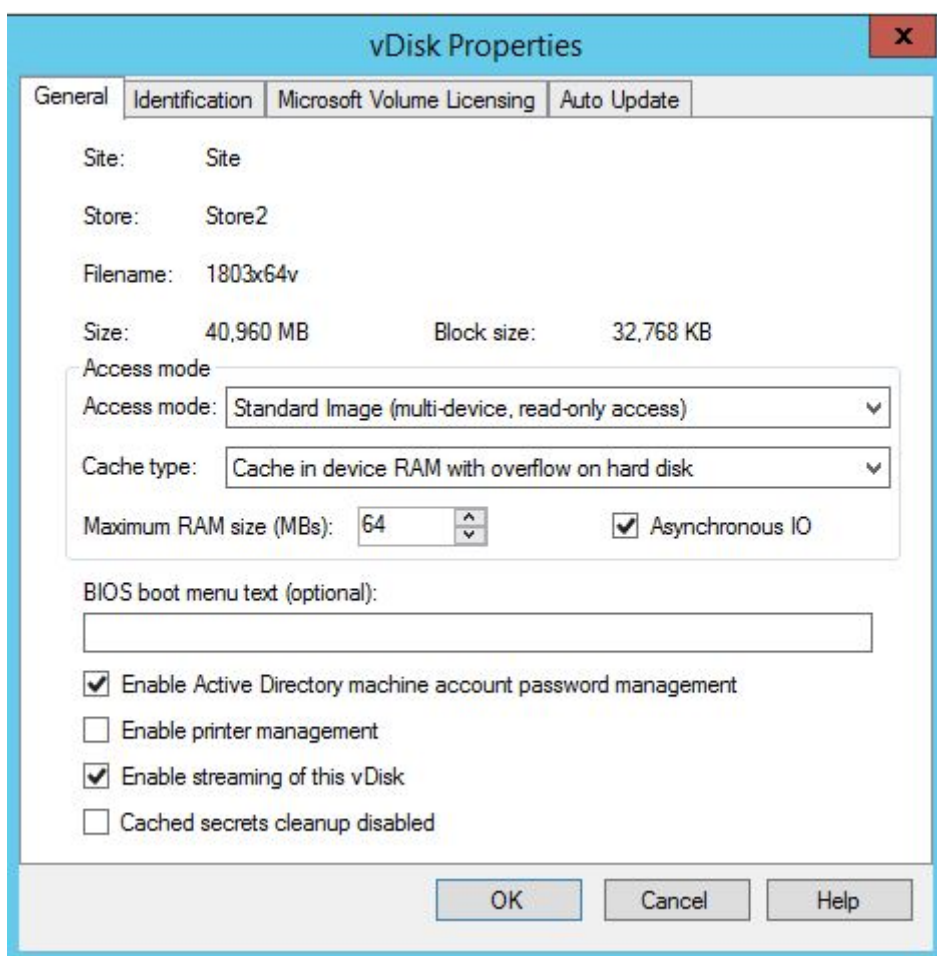 vDisk Properties
x
General Identification Microsoft Volume Licensing Auto Update
Site: Site
Store: Store2
Filename: 1803x64v
Size: 40,960 MB Block size: 32,768 KB
Access mode
Access mode: Standard Image (multi-device, read-only access)
Cache type: Cache in device RAM with overflow on hard disk
Maximum RAM size (MBs): 64 Asynchronous IO
BIOS boot menu text (optional):
Enable Active Directory machine account password management
Enable printer management
Enable streaming of this vDisk
Cached secrets cleanup disabled
OK Cancel Help